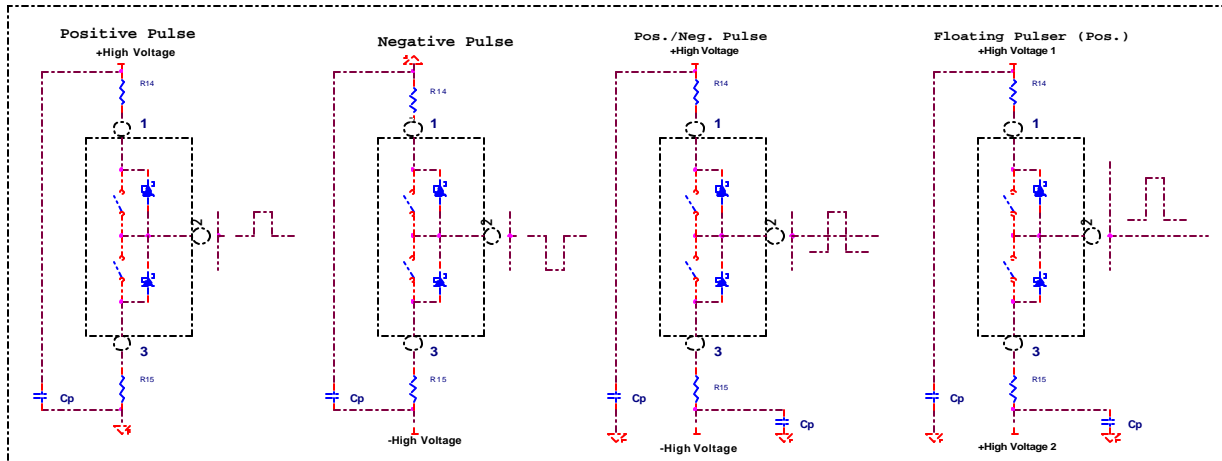 Positive Pulse
+High Voltage
R14
1
2
3
R15
Cp
Negative Pulse
R14
1
2
3
R15
Cp
-High Voltage
Pos./Neg. Pulse
+High Voltage
R14
1
2
3
R15
Cp
Cp
-High Voltage
Floating Pulser (Pos.)
+High Voltage 1
R14
1
2
3
R15
Cp
Cp
+High Voltage 2